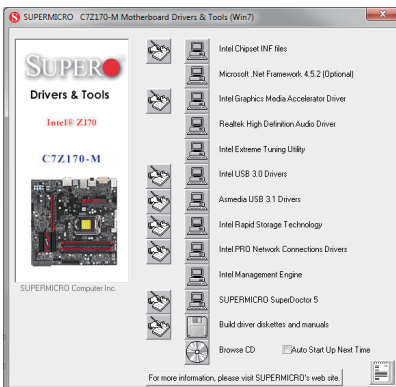 SUPERMICRO C7Z170-M Motherboard Drivers & Tools (Win7)
SUPER
Drivers & Tools
Intel® Z170
C7Z170-M
SUPERMICRO Computer Inc.
Intel Chipset INF files
Microsoft .Net Framework 4.5.2 (Optional)
Intel Graphics Media Accelerator Driver
Realtek High Definition Audio Driver
Intel Extreme Tuning Utility
Intel USB 3.0 Drivers
Asmedia USB 3.1 Drivers
Intel Rapid Storage Technology
Intel PRO Network Connections Drivers
Intel Management Engine
SUPERMICRO SuperDoctor 5
Build driver diskettes and manuals
Browse CD
Auto Start Up Next Time
For more information, please visit SUPERMICRO's web site.